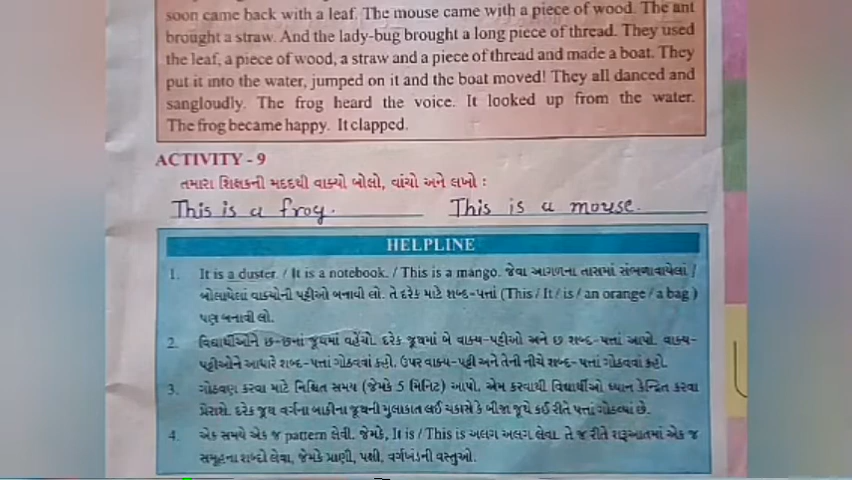 soon came back with a leaf. The mouse came with a piece of wood. The ant
brought a straw. And the lady-bug brought a long piece of thread. They used
the leaf, a piece of wood, a straw and a piece of thread and made a boat. They
put it into the water, jumped on it and the boat moved! They all danced and
sangloudly. The frog heard the voice. It looked up from the water.
The frog became happy. It clapped.
ACTIVITY - 9
તમારા શિક્ષકની મદદથી વાક્યો બોલો, વાંચો અને લખો :
This is a frog. This is a mouse.
HELPLINE
1. It is a duster. / It is a notebook. / This is a mango. જેવા આગળના તાસમાં સંભળાવાયેલાં /
બોલાયેલાં વાક્યોની પટ્ટીઓ બનાવી લો. તે દરેક માટે શબ્દ-પત્તાં (This / It / is / an orange / a bag )
પણ બનાવી લો.
2. વિદ્યાર્થીઓને છ-છનાં જૂથમાં વહેંચો. દરેક જૂથમાં બે વાક્ય-પટ્ટીઓ અને છ શબ્દ-પત્તાં આપો. વાક્ય-
પટ્ટીઓને આધારે શબ્દ-પત્તાં ગોઠવવાં કહો. ઉપર વાક્ય-પટ્ટી અને તેની નીચે શબ્દ-પત્તાં ગોઠવવાં કહો.
3. ગોઠવણ કરવા માટે નિશ્ચિત સમય (જેમકે 5 મિનિટ) આપો. એમ કરવાથી વિદ્યાર્થીઓ ધ્યાન કેન્દ્રિત કરવા
પ્રેરાશે. દરેક જૂથ વર્ગના બાકીના જૂથની મુલાકાત લઈ ચકાસે કે બીજા જૂથે કઈ રીતે પત્તાં ગોઠવ્યાં છે.
4. એક સમયે એક જ pattern લેવી. જેમકે, It is / This is અલગ અલગ લેવા. તે જ રીતે શરૂઆતમાં એક જ
સમૂહના શબ્દો લેવા, જેમકે પ્રાણી, પક્ષી, વર્ગખંડની વસ્તુઓ.